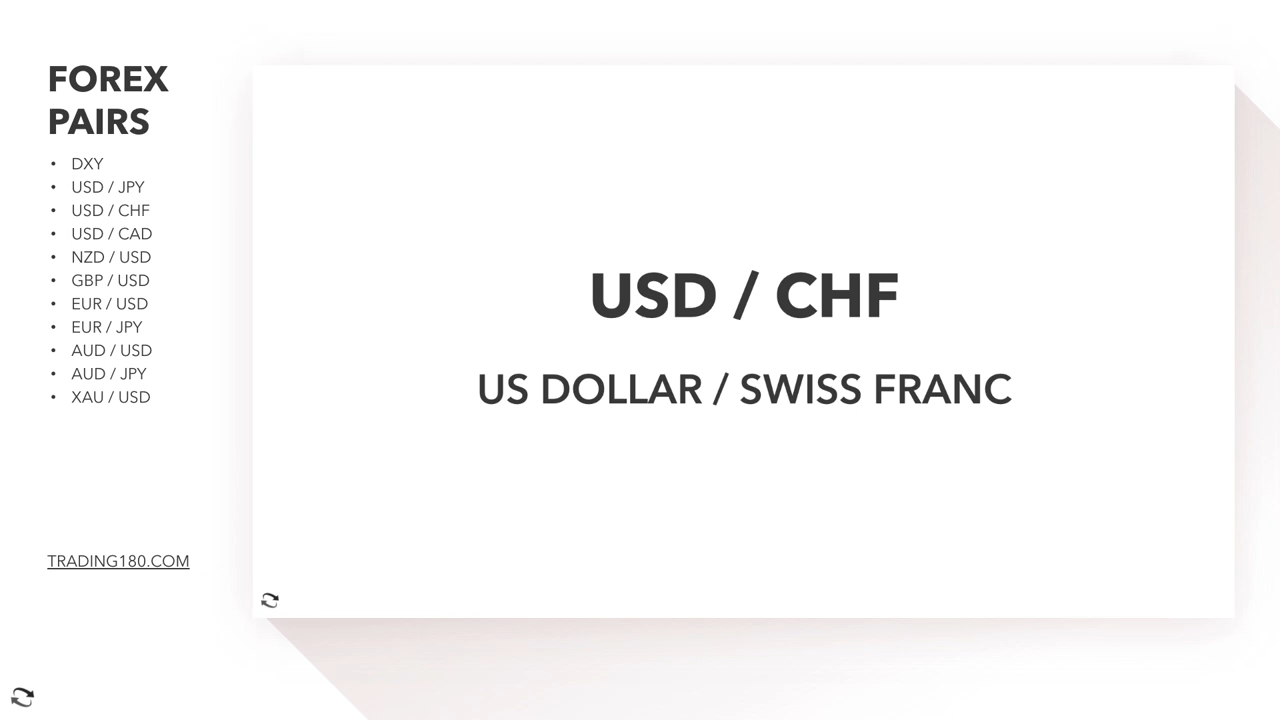 FOREX
PAIRS
• DXY
• USD / JPY
• USD / CHF
• USD / CAD
• NZD / USD
• GBP / USD
• EUR / USD
• EUR / JPY
• AUD / USD
• AUD / JPY
• XAU / USD
TRADING180.COM
USD / CHF
US DOLLAR / SWISS FRANC